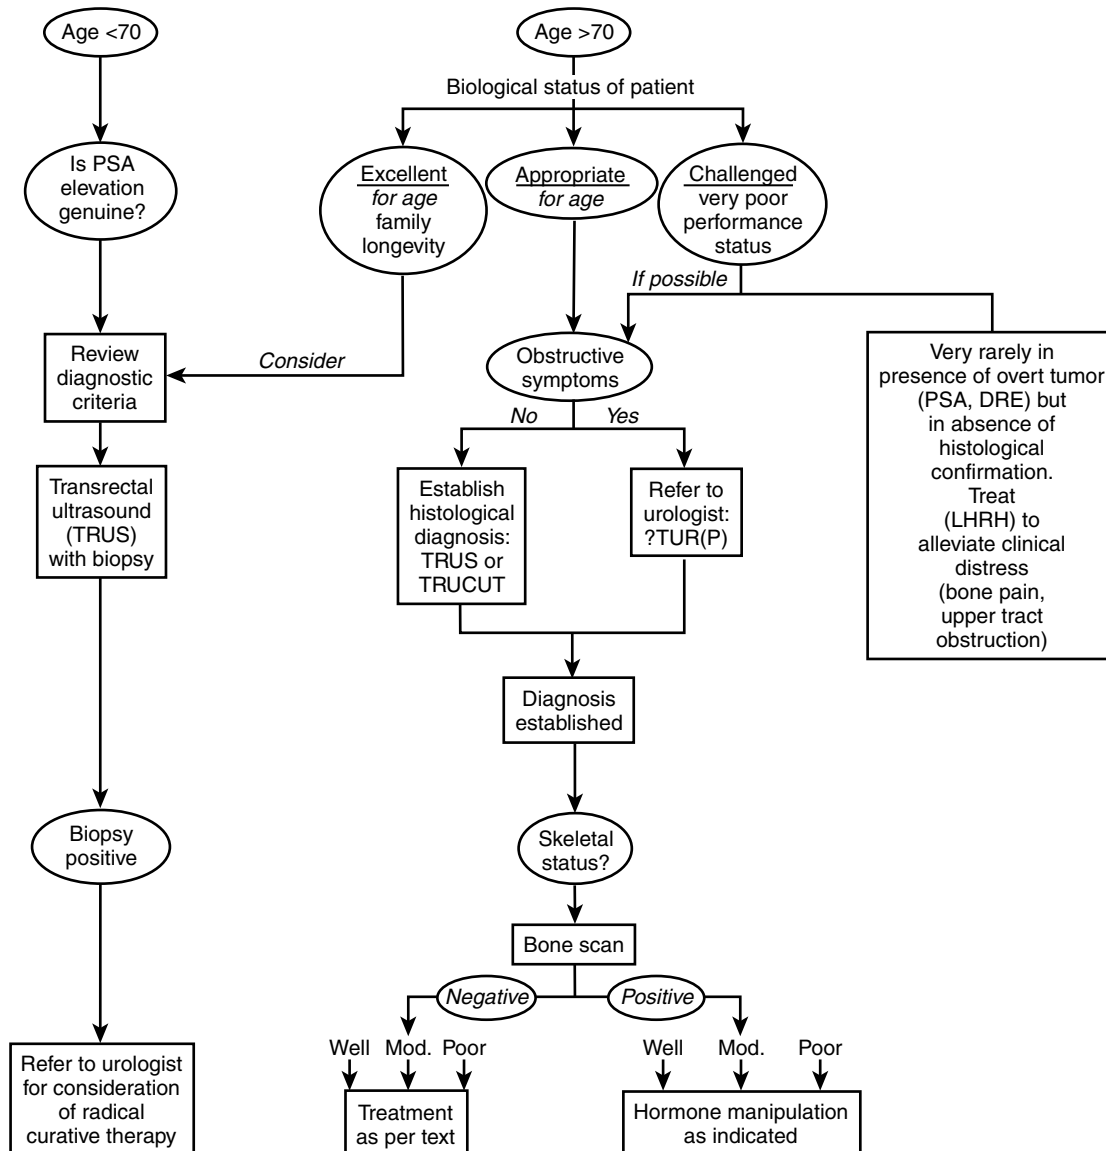 Age <70
Is PSA
elevation
genuine?
Review
diagnostic
criteria
Transrectal
ultrasound
(TRUS)
with biopsy
Biopsy
positive
Refer to urologist
for consideration
of radical
curative therapy
Age >70
Biological status of patient
Excellent
for age
family
longevity
Consider
Appropriate
for age
Challenged
very poor
performance
status
If possible
Obstructive
symptoms
No
Yes
Establish
histological
diagnosis:
TRUS or
TRUCUT
Refer to
urologist:
?TUR(P)
Very rarely in
presence of overt tumor
(PSA, DRE) but
in absence of
histological
confirmation.
Treat
(LHRH) to
alleviate clinical
distress
(bone pain,
upper tract
obstruction)
Diagnosis
established
Skeletal
status?
Bone scan
Negative
Positive
Well Mod. Poor
Treatment
as per text
Well Mod. Poor
Hormone manipulation
as indicated